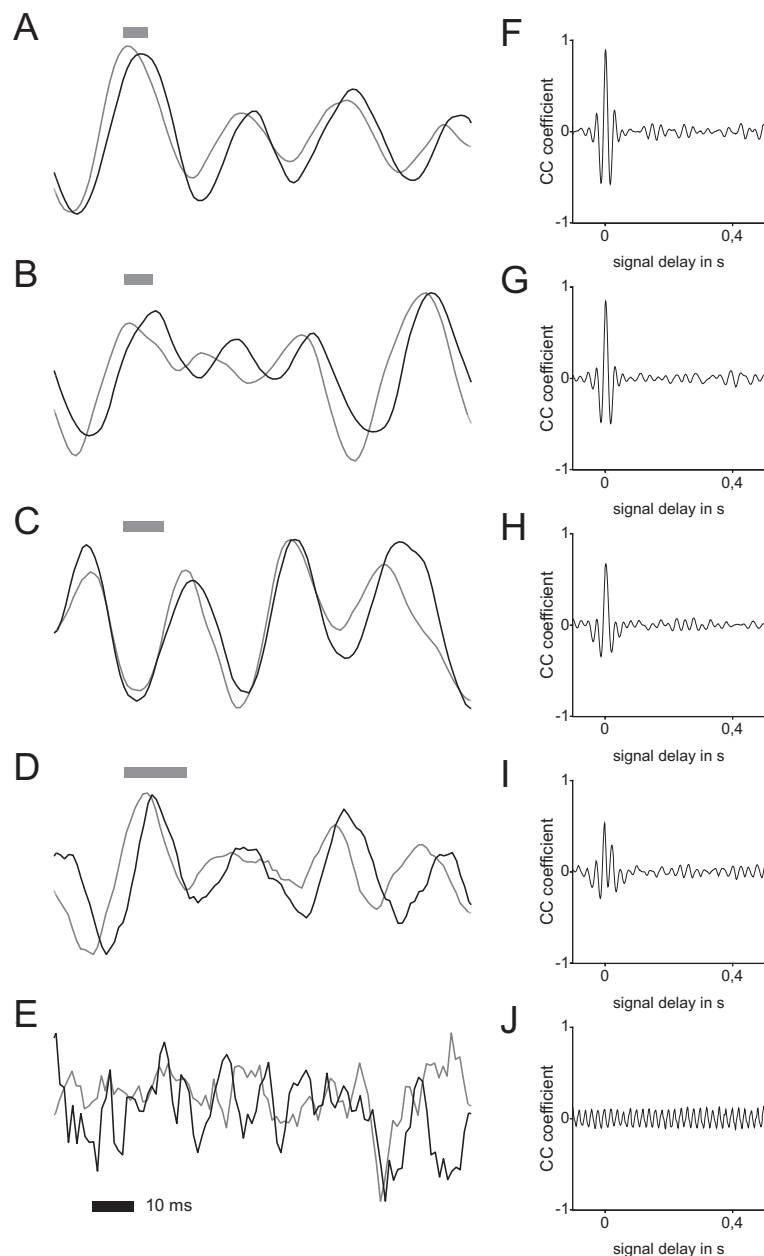 A
F
1
0
-1
CC coefficient
0
0,4
signal delay in s
B
G
1
0
-1
CC coefficient
0
0,4
signal delay in s
C
H
1
0
-1
CC coefficient
0
0,4
signal delay in s
D
I
1
0
-1
CC coefficient
0
0,4
signal delay in s
E
10 ms
J
1
0
-1
CC coefficient
0
0,4
signal delay in s